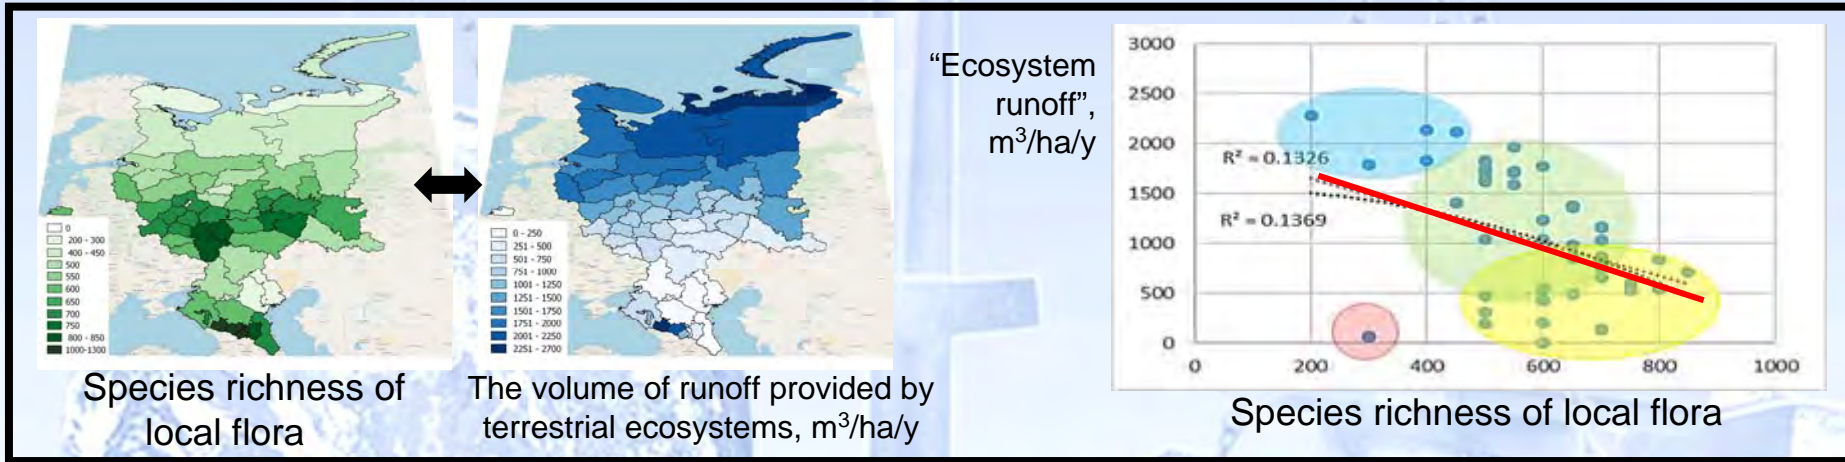 0
200 - 300
400 - 450
500
550
600
650
700
750
800 - 850
1000-1300
Species richness of
local flora
0 - 250
251 - 500
501 - 750
751 - 1000
1001 - 1250
1251 - 1500
1501 - 1750
1751 - 2000
2001 - 2250
2251 - 2700
The volume of runoff provided by
terrestrial ecosystems, m³/ha/y
“Ecosystem
runoff”,
m³/ha/y
3000
2500
2000
1500
1000
500
0
R² = 0.1326
R² = 0.1369
0 200 400 600 800 1000
Species richness of local flora